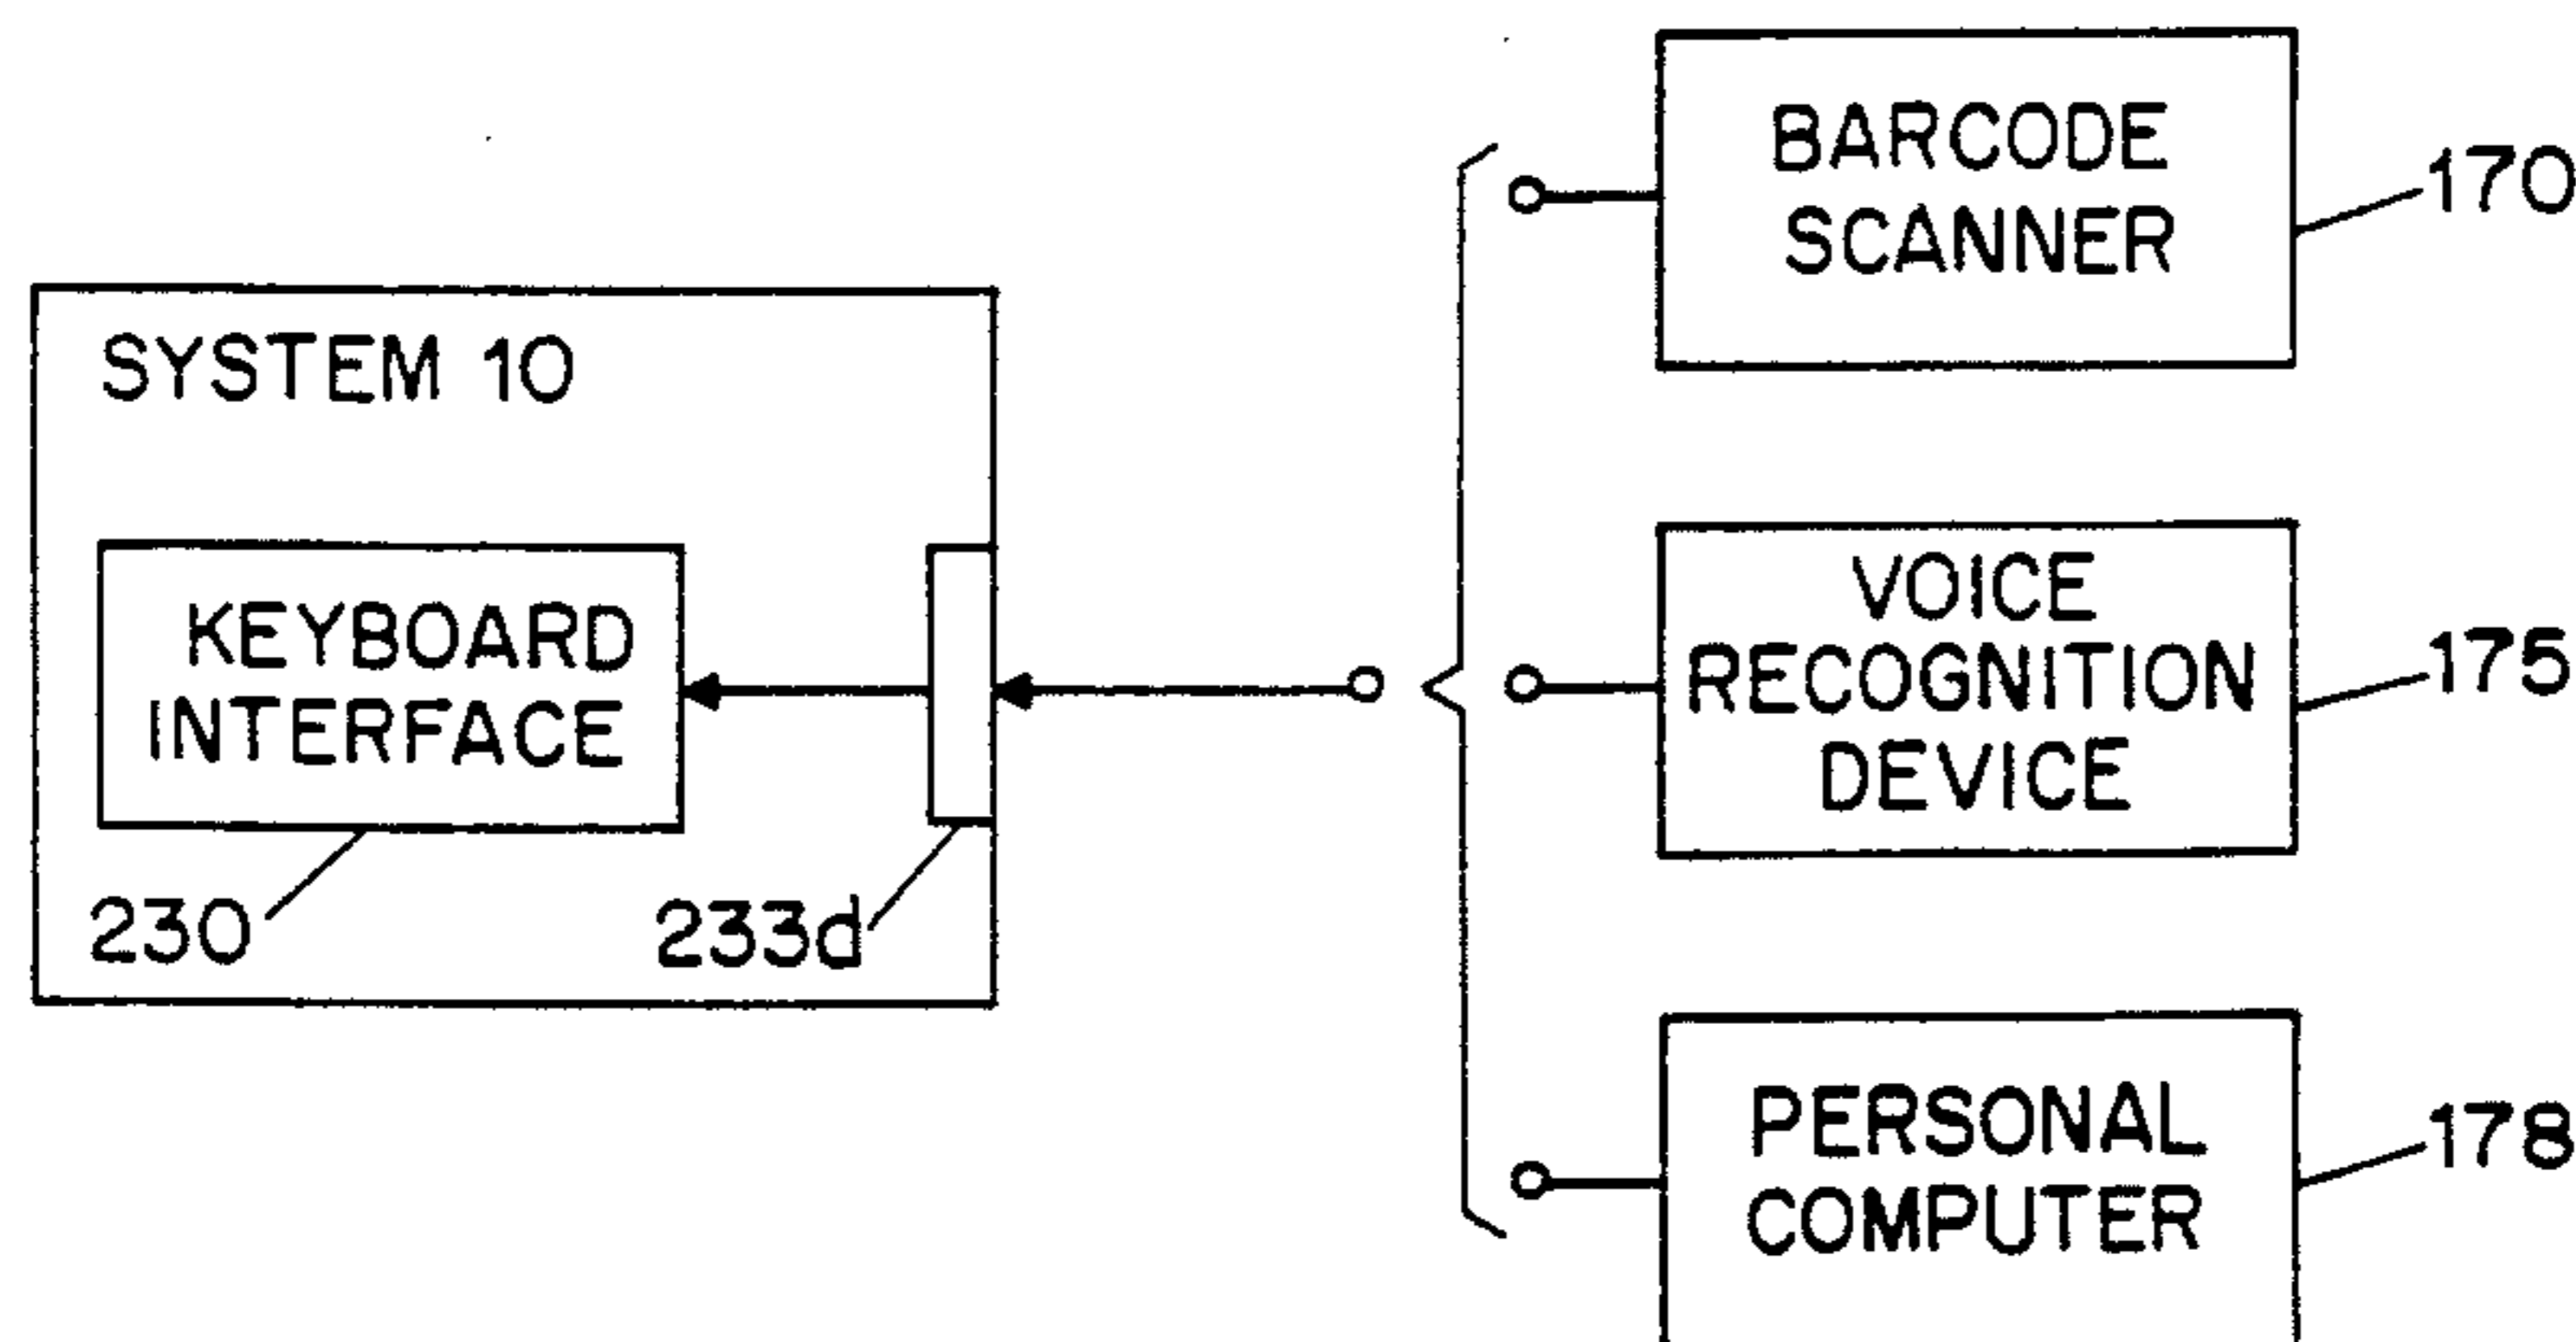 SYSTEM 10
KEYBOARD
INTERFACE
230
233d
BARCODE
SCANNER
170
VOICE
RECOGNITION
DEVICE
175
PERSONAL
COMPUTER
178